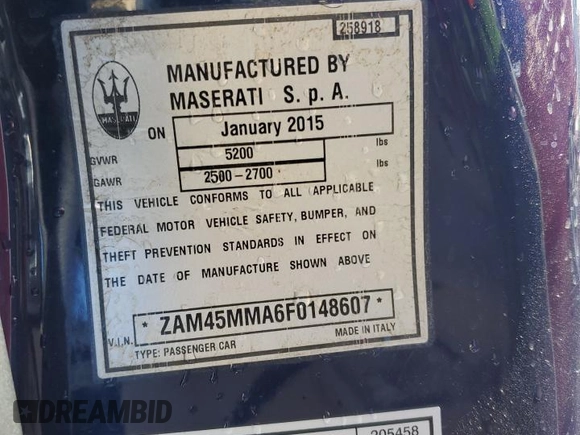 258918
MASERATI
MANUFACTURED BY
MASERATI S. p. A.
ON January 2015
GVWR 5200 lbs
GAWR 2500-2700 lbs
THIS VEHICLE CONFORMS TO ALL APPLICABLE
FEDERAL MOTOR VEHICLE SAFETY, BUMPER, AND
THEFT PREVENTION STANDARDS IN EFFECT ON
THE DATE OF MANUFACTURE SHOWN ABOVE
V.I.N. * ZAM45MMA6F0148607 *
TYPE: PASSENGER CAR MADE IN ITALY
205458
DREAMBID